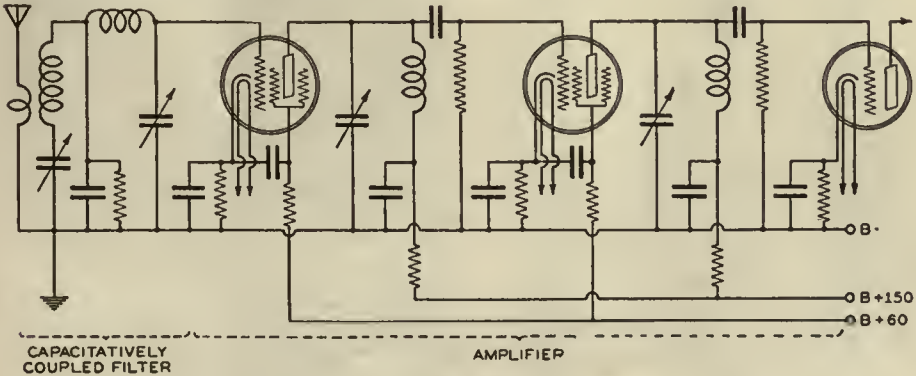 B-
B+150
B+60
CAPACITATIVELY
COUPLED FILTER
AMPLIFIER